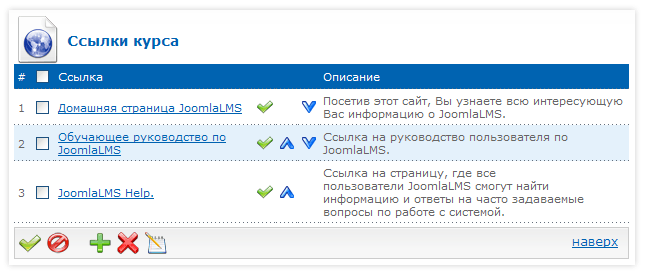 Ссылки курса
# Ссылка Описание
1 Домашняя страница JoomlaLMS Посетив этот сайт, Вы узнаете всю интересующую
Вас информацию о JoomlaLMS.
2 Обучающее руководство по
JoomlaLMS Ссылка на руководство пользователя по
JoomlaLMS.
3 JoomlaLMS Help. Ссылка на страницу, где все
пользователи JoomlaLMS смогут найти
информацию и ответы на часто задаваемые
вопросы по работе с системой.
наверх